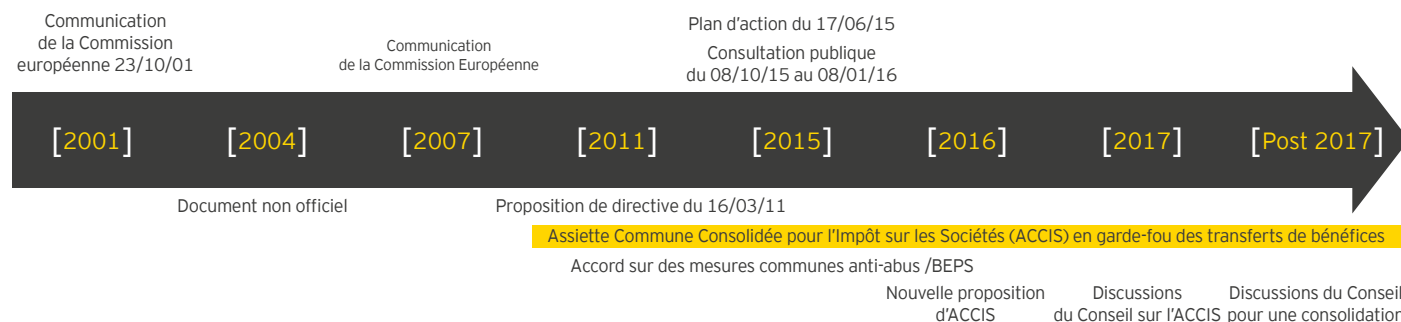 Communication
de la Commission
européenne 23/10/01
Communication
de la Commission Européenne
Plan d'action du 17/06/15
Consultation publique
du 08/10/15 au 08/01/16
[2001] [2004] [2007] [2011] [2015] [2016] [2017] [Post 2017]
Document non officiel
Proposition de directive du 16/03/11
Assiette Commune Consolidée pour l'Impôt sur les Sociétés (ACCIS) en garde-fou des transferts de bénéfices
Accord sur des mesures communes anti-abus /BEPS
Nouvelle proposition
d'ACCIS
Discussions
du Conseil sur l'ACCIS
Discussions du Conseil
pour une consolidation